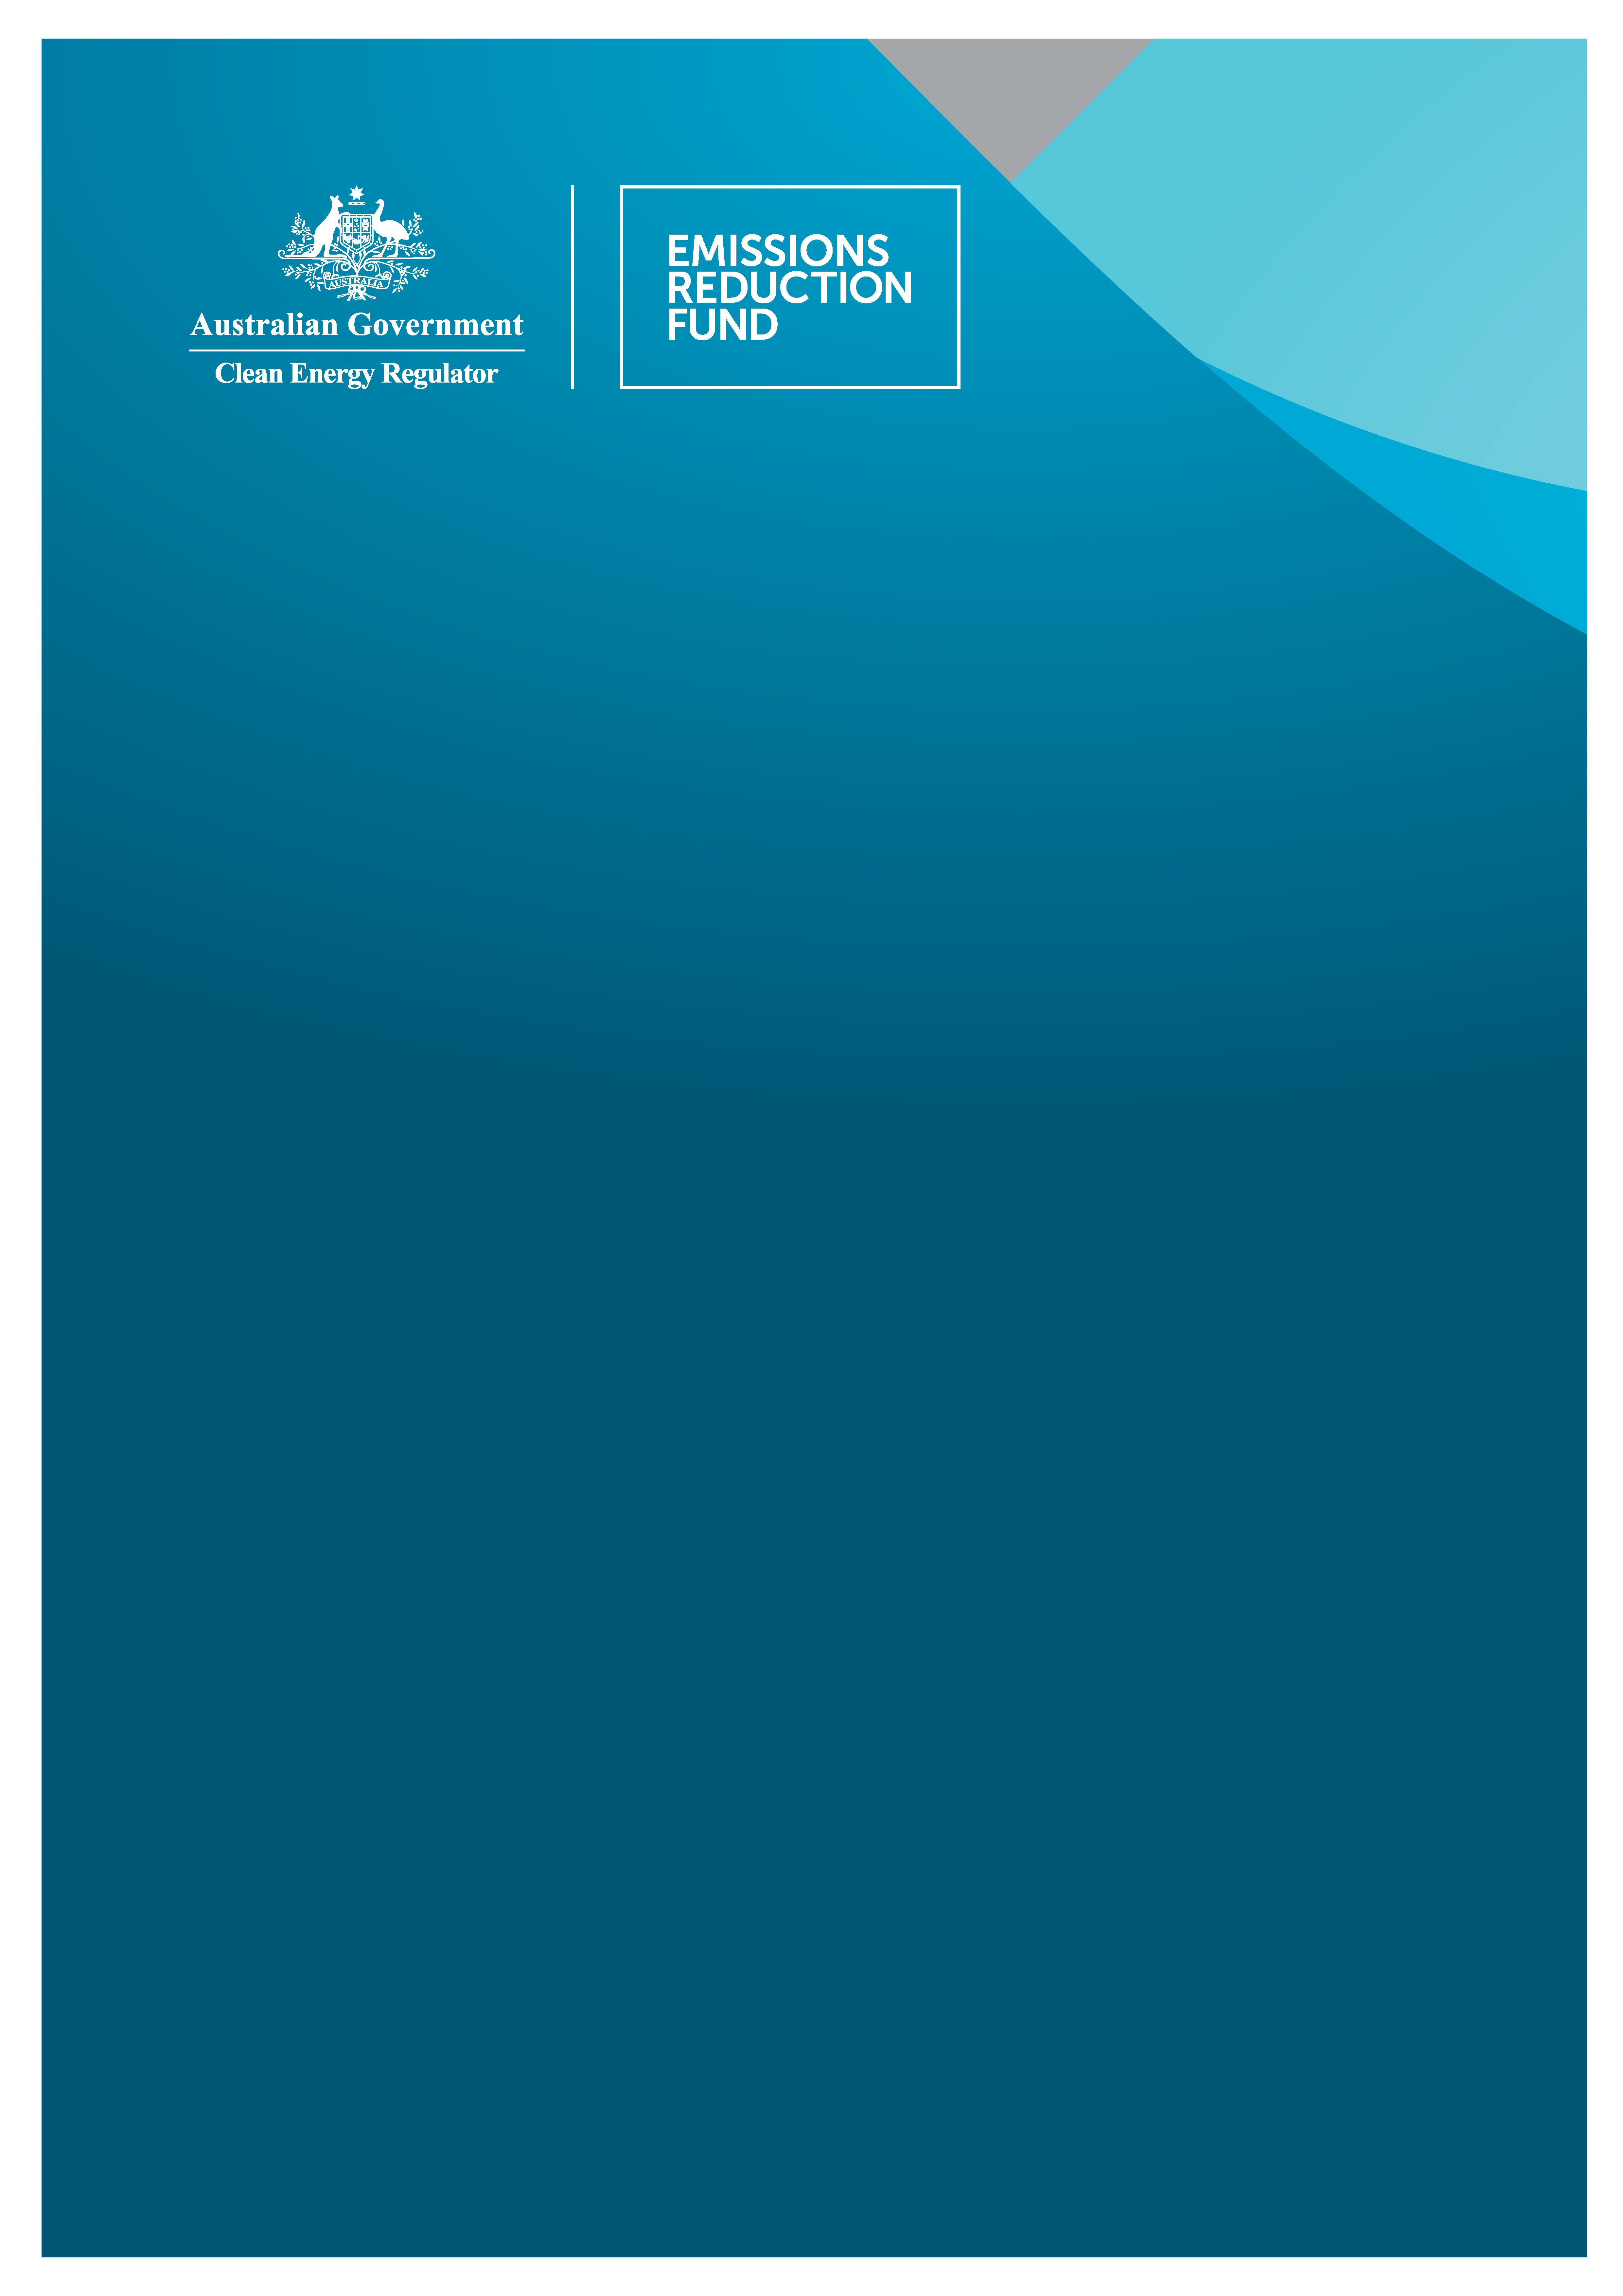 AUSTRALIA
Australian Government
Clean Energy Regulator
EMISSIONS
REDUCTION
FUND